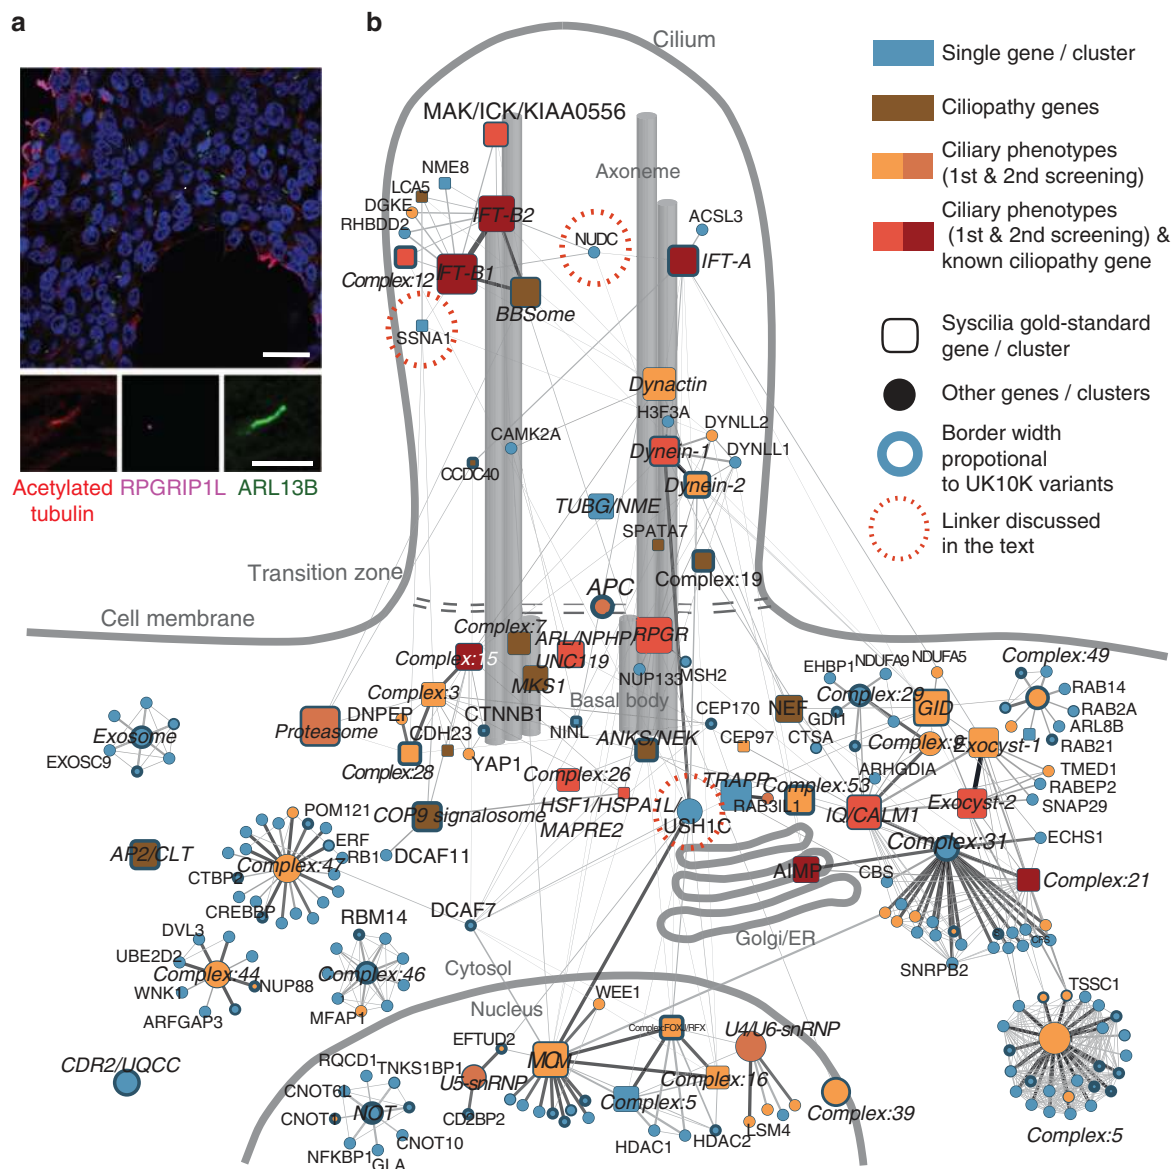 a
b
Acetylated
tubulin
RPGRIP1L
ARL13B
Cilium
MAK/ICK/KIAA0556
Axoneme
NME8
LCA5
DGKE
RHBDD2
IFT-B2
NUDC
ACSL3
Complex:12
IFT-B1
IFT-A
BBSome
SSNA1
Dynactin
H3F3A
DYNLL2
CAMK2A
Dynein-1
DYNLL1
CCDC40
Dynein-2
TUBG/NME
SPATA7
Complex:19
Transition zone
APC
Cell membrane
Single gene / cluster
Ciliopathy genes
Ciliary phenotypes
(1st & 2nd screening)
Ciliary phenotypes
(1st & 2nd screening) &
known ciliopathy gene
Syscilia gold-standard
gene / cluster
Other genes / clusters
Border width
propotional
to UK10K variants
Linker discussed
in the text
Complex:7
ARL/NPHP
RPGR
Complex:15
UNC119
MKS1
NUP133
MSH2
Complex:3
Basal body
DNPEP
CTNNB1
CEP170
NEF
Proteasome
CDH23
NINL
ANKS/NEK
CEP97
CTSA
GDI1
Complex:28
YAP1
Complex:26
TRAPP
Complex:53
RAB3IL1
HSF1/HSPA1L/
MAPRE2
USH1C
COP9 signalosome
EHBP1
NDUFA9
NDUFA5
Complex:49
Complex:29
GID
RAB14
RAB2A
ARL8B
RAB21
Complex:9
Exocyst-1
ARHGDIA
TMED1
RABEP2
SNAP29
IQ/CALM1
Exocyst-2
Complex:31
ECHS1
AIMP
CBS
Complex:21
SNRPB2
Golgi/ER
Exosome
EXOSC9
POM121
ERF
RB1
DCAF11
AP2/CLT
Complex:47
CTBP2
CREBBP
DCAF7
RBM14
DVL3
UBE2D2
Complex:44
WNK1
NUP88
ARFGAP3
Complex:46
MFAP1
Cytosol
Nucleus
WEE1
Complex:FOXJ/RFX
U4/U6-snRNP
EFTUD2
MCM
U5-snRNP
Complex:16
CD2BP2
Complex:5
Complex:39
LSM4
HDAC1
HDAC2
CDR2/UQCC
RQCD1
TNKS1BP1
CNOT6L
CNOT1
NOT
CNOT10
NFKBP1
GLA
TSSC1
Complex:5